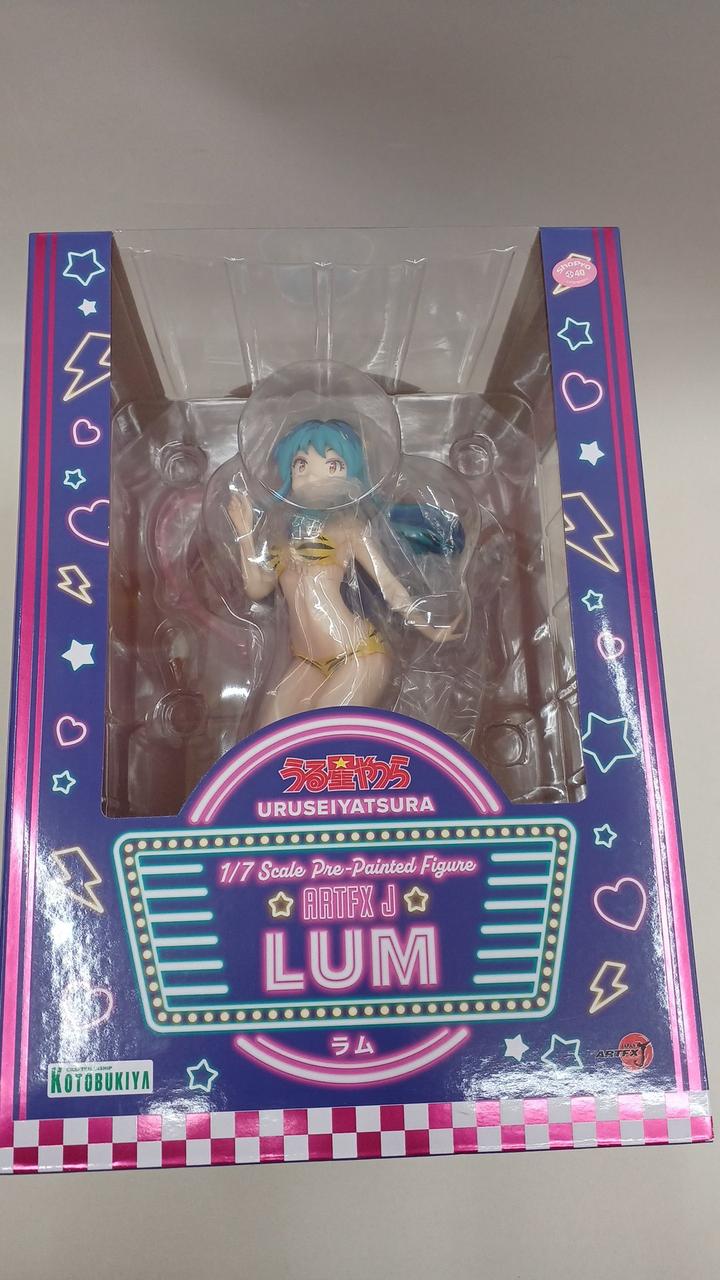 ShoPro
40
うる星やつら
URUSEIYATSURA
1/7 Scale Pre-Painted Figure
ARTFX J
LUM
ラム
KOTOBUKIYA
ARTFX J